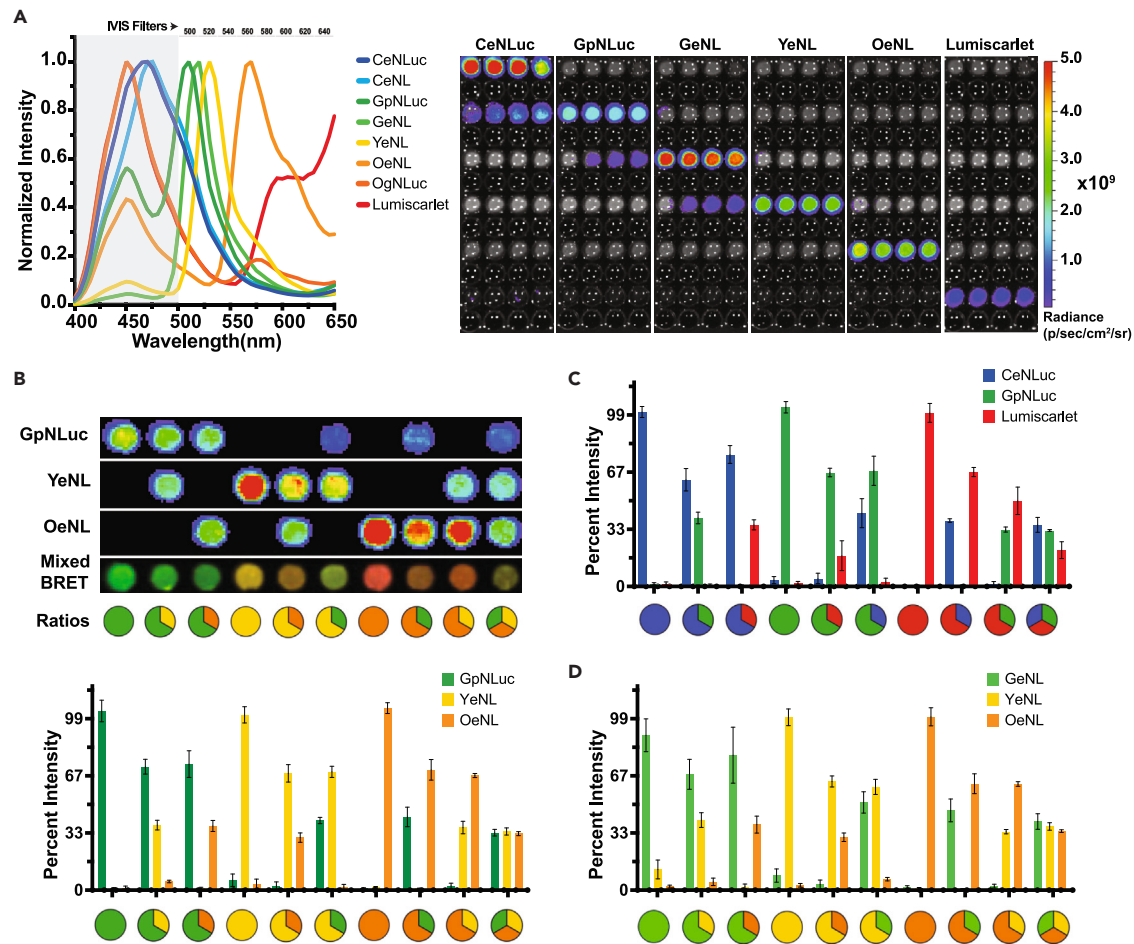 A
IVIS Filters➤ 500 520 540 560 580 600 620 640
Normalized Intensity
1.0
0.8
0.6
0.4
0.2
0.0
400 450 500 550 600 650
Wavelength(nm)
CeNLuc
CeNL
GpNLuc
GeNL
YeNL
OeNL
OgNLuc
Lumiscarlet
CeNLuc GpNLuc GeNL YeNL OeNL Lumiscarlet
5.0
4.0
3.0
x10⁹
2.0
1.0
Radiance
(p/sec/cm²/sr)
B
GpNLuc
YeNL
OeNL
Mixed
BRET
Ratios
GpNLuc
YeNL
OeNL
Percent Intensity
99
67
33
0
C
CeNLuc
GpNLuc
Lumiscarlet
Percent Intensity
99
67
33
0
D
GeNL
YeNL
OeNL
Percent Intensity
99
67
33
0